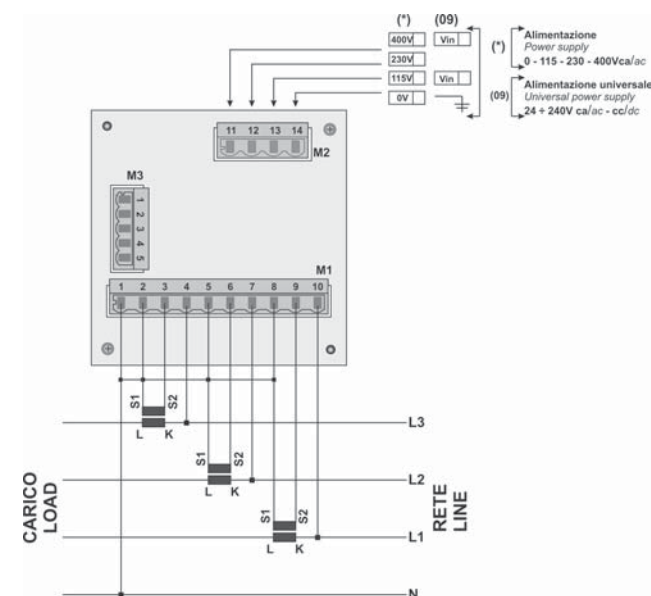 (*) (09)
400V Vin
230V
115V Vin
0V
(*)
Alimentazione
Power supply
0 - 115 - 230 - 400Vca/ac
(09)
Alimentazione universale
Universal power supply
24 ÷ 240V ca/ac - cc/dc
11 12 13 14
M2
M3
1
2
3
4
5
M1
1 2 3 4 5 6 7 8 9 10
S1 S2
L K
L3
S1 S2
L K
L2
S1 S2
L K
L1
N
CARICO
LOAD
RETE
LINE